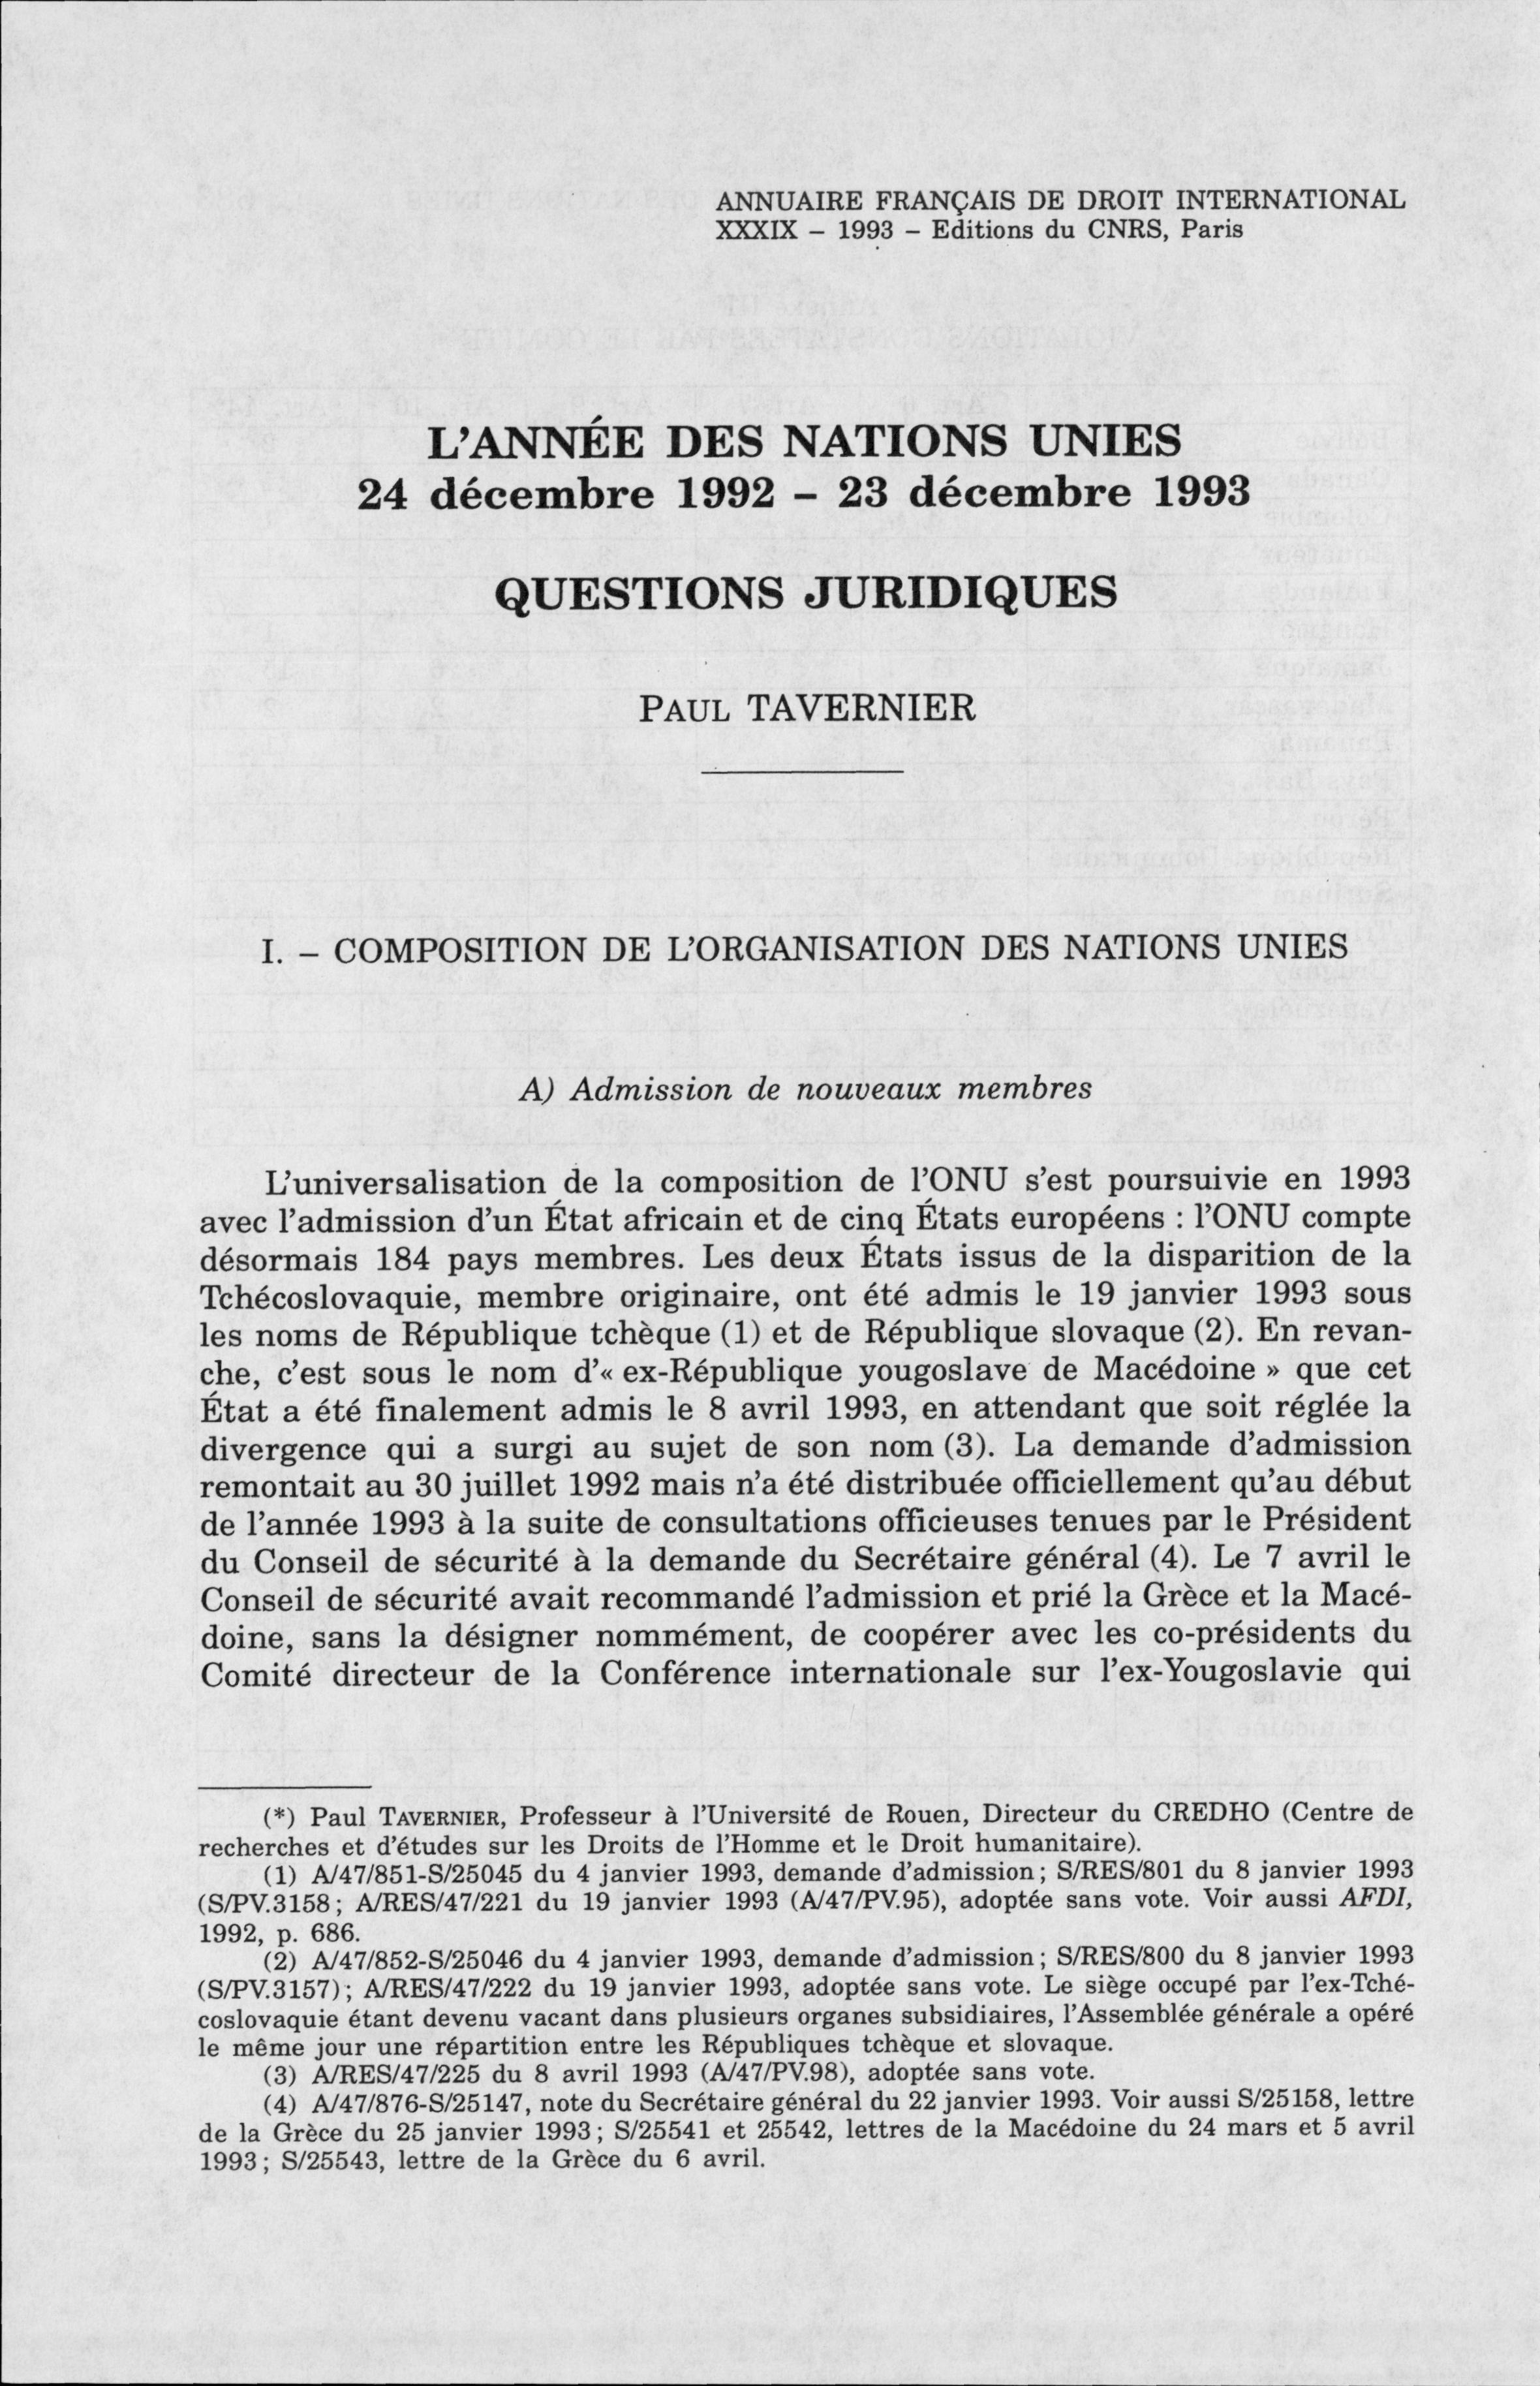 ANNUAIRE FRANÇAIS DE DROIT INTERNATIONAL
XXXIX – 1993 – Editions du CNRS, Paris
L'ANNÉE DES NATIONS UNIES
24 décembre 1992 – 23 décembre 1993
QUESTIONS JURIDIQUES
PAUL TAVERNIER
I. – COMPOSITION DE L'ORGANISATION DES NATIONS UNIES
A) Admission de nouveaux membres
L'universalisation de la composition de l'ONU s'est poursuivie en 1993
avec l'admission d'un État africain et de cinq États européens : l'ONU compte
désormais 184 pays membres. Les deux États issus de la disparition de la
Tchécoslovaquie, membre originaire, ont été admis le 19 janvier 1993 sous
les noms de République tchèque (1) et de République slovaque (2). En revan-
che, c'est sous le nom d'« ex-République yougoslave de Macédoine » que cet
État a été finalement admis le 8 avril 1993, en attendant que soit réglée la
divergence qui a surgi au sujet de son nom (3). La demande d'admission
remontait au 30 juillet 1992 mais n'a été distribuée officiellement qu'au début
de l'année 1993 à la suite de consultations officieuses tenues par le Président
du Conseil de sécurité à la demande du Secrétaire général (4). Le 7 avril le
Conseil de sécurité avait recommandé l'admission et prié la Grèce et la Macé-
doine, sans la désigner nommément, de coopérer avec les co-présidents du
Comité directeur de la Conférence internationale sur l'ex-Yougoslavie qui
(*) Paul TAVERNIER, Professeur à l'Université de Rouen, Directeur du CREDHO (Centre de
recherches et d'études sur les Droits de l'Homme et le Droit humanitaire).
(1) A/47/851-S/25045 du 4 janvier 1993, demande d'admission; S/RES/801 du 8 janvier 1993
(S/PV.3158; A/RES/47/221 du 19 janvier 1993 (A/47/PV.95), adoptée sans vote. Voir aussi AFDI,
1992, p. 686.
(2) A/47/852-S/25046 du 4 janvier 1993, demande d'admission; S/RES/800 du 8 janvier 1993
(S/PV.3157); A/RES/47/222 du 19 janvier 1993, adoptée sans vote. Le siège occupé par l'ex-Tché-
coslovaquie étant devenu vacant dans plusieurs organes subsidiaires, l'Assemblée générale a opéré
le même jour une répartition entre les Républiques tchèque et slovaque.
(3) A/RES/47/225 du 8 avril 1993 (A/47/PV.98), adoptée sans vote.
(4) A/47/876-S/25147, note du Secrétaire général du 22 janvier 1993. Voir aussi S/25158, lettre
de la Grèce du 25 janvier 1993; S/25541 et 25542, lettres de la Macédoine du 24 mars et 5 avril
1993; S/25543, lettre de la Grèce du 6 avril.